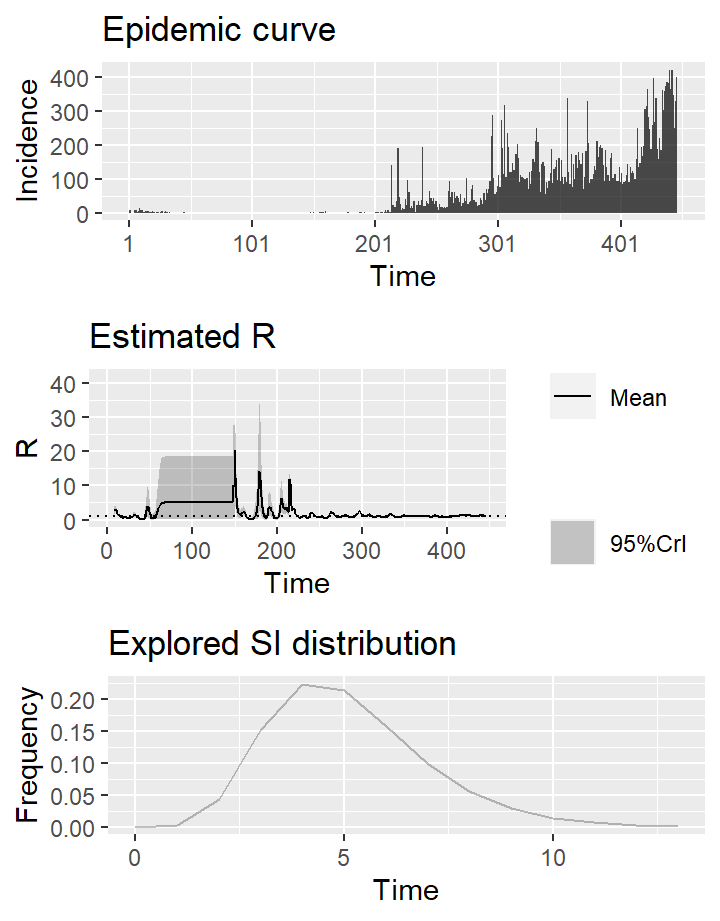 Epidemic curve
Incidence
400
300
200
100
0
1 101 201 301 401
Time
Estimated R
R
40
30
20
10
0
0 100 200 300 400
Time
Mean
95%CrI
Explored SI distribution
Frequency
0.20
0.15
0.10
0.05
0.00
0 5 10
Time